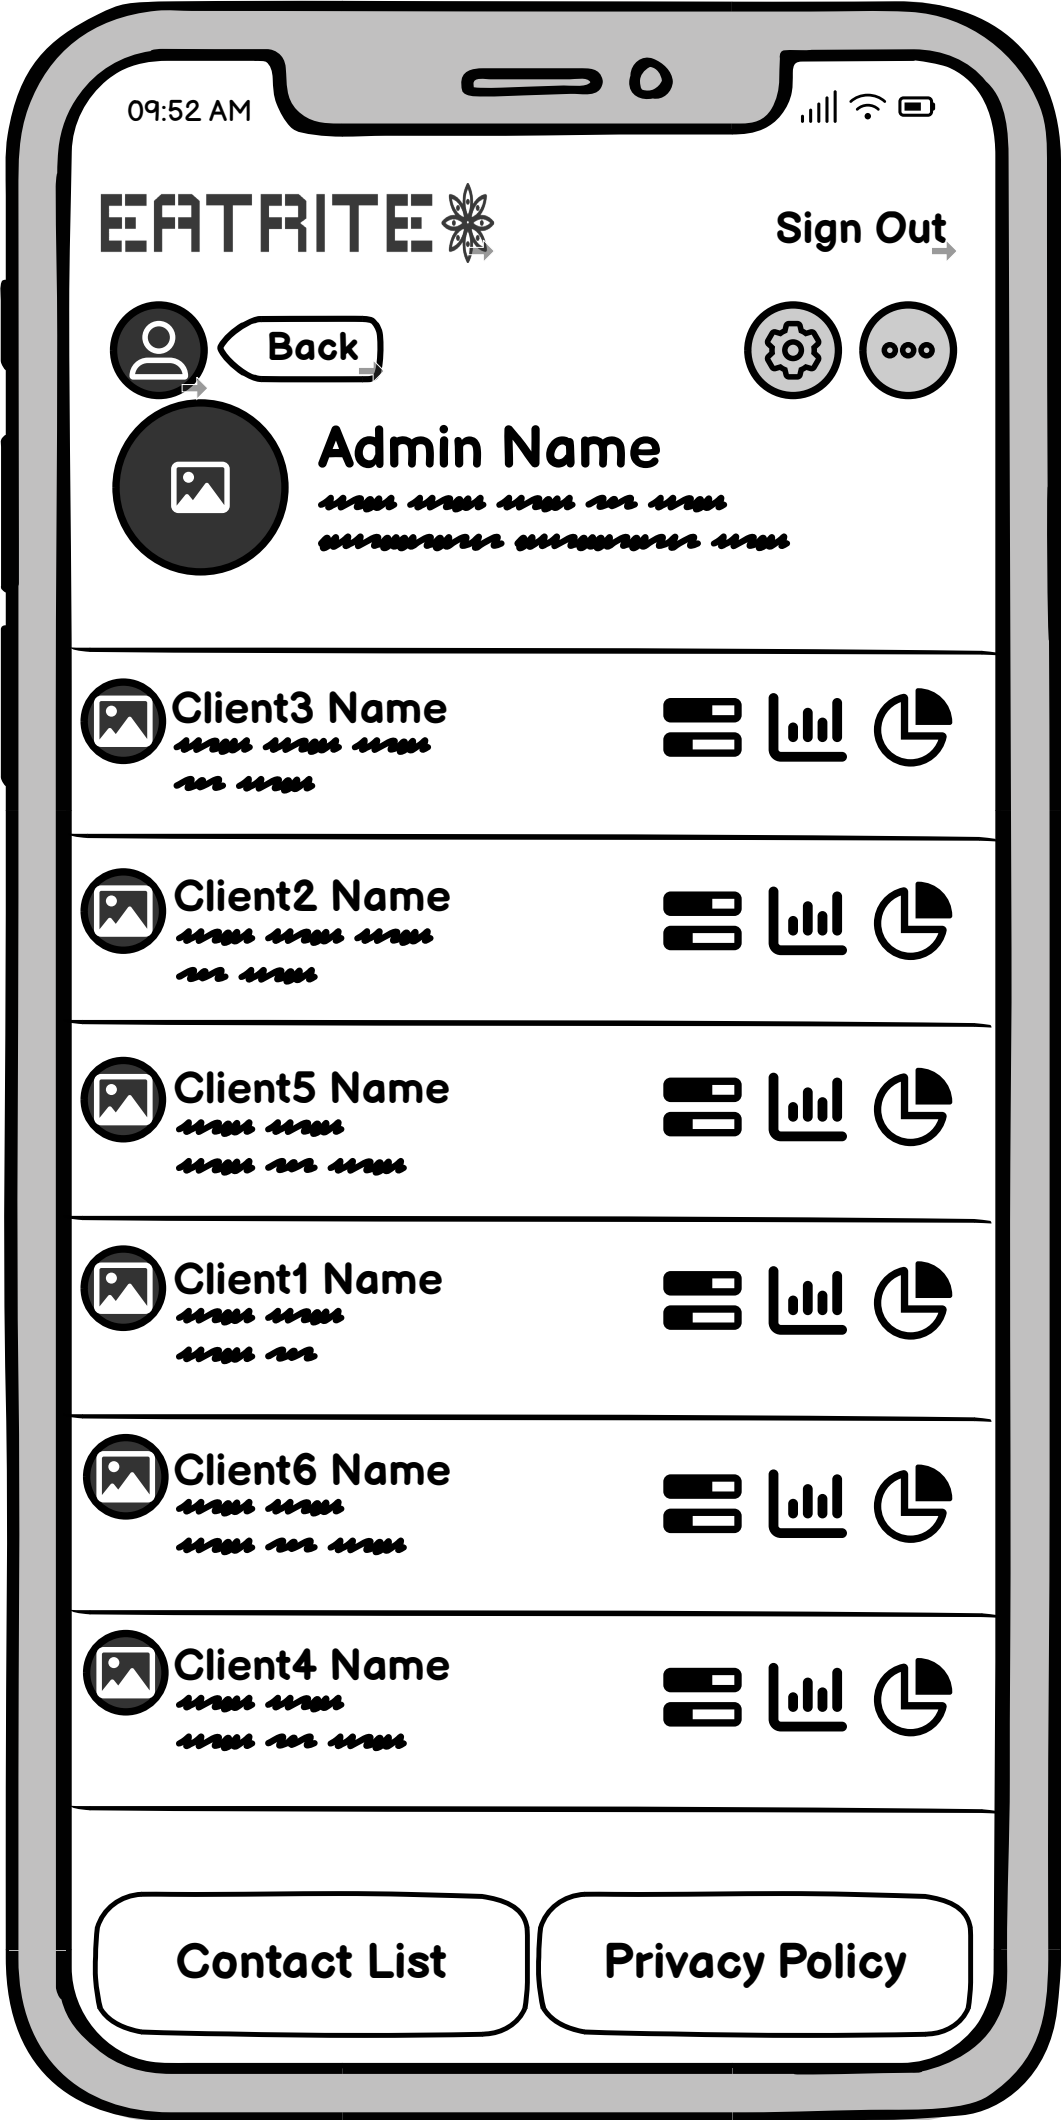 09:52 AM
EATRITE
Sign Out
Back
Admin Name
Client3 Name
Client2 Name
Client5 Name
Client1 Name
Client6 Name
Client4 Name
Contact List
Privacy Policy